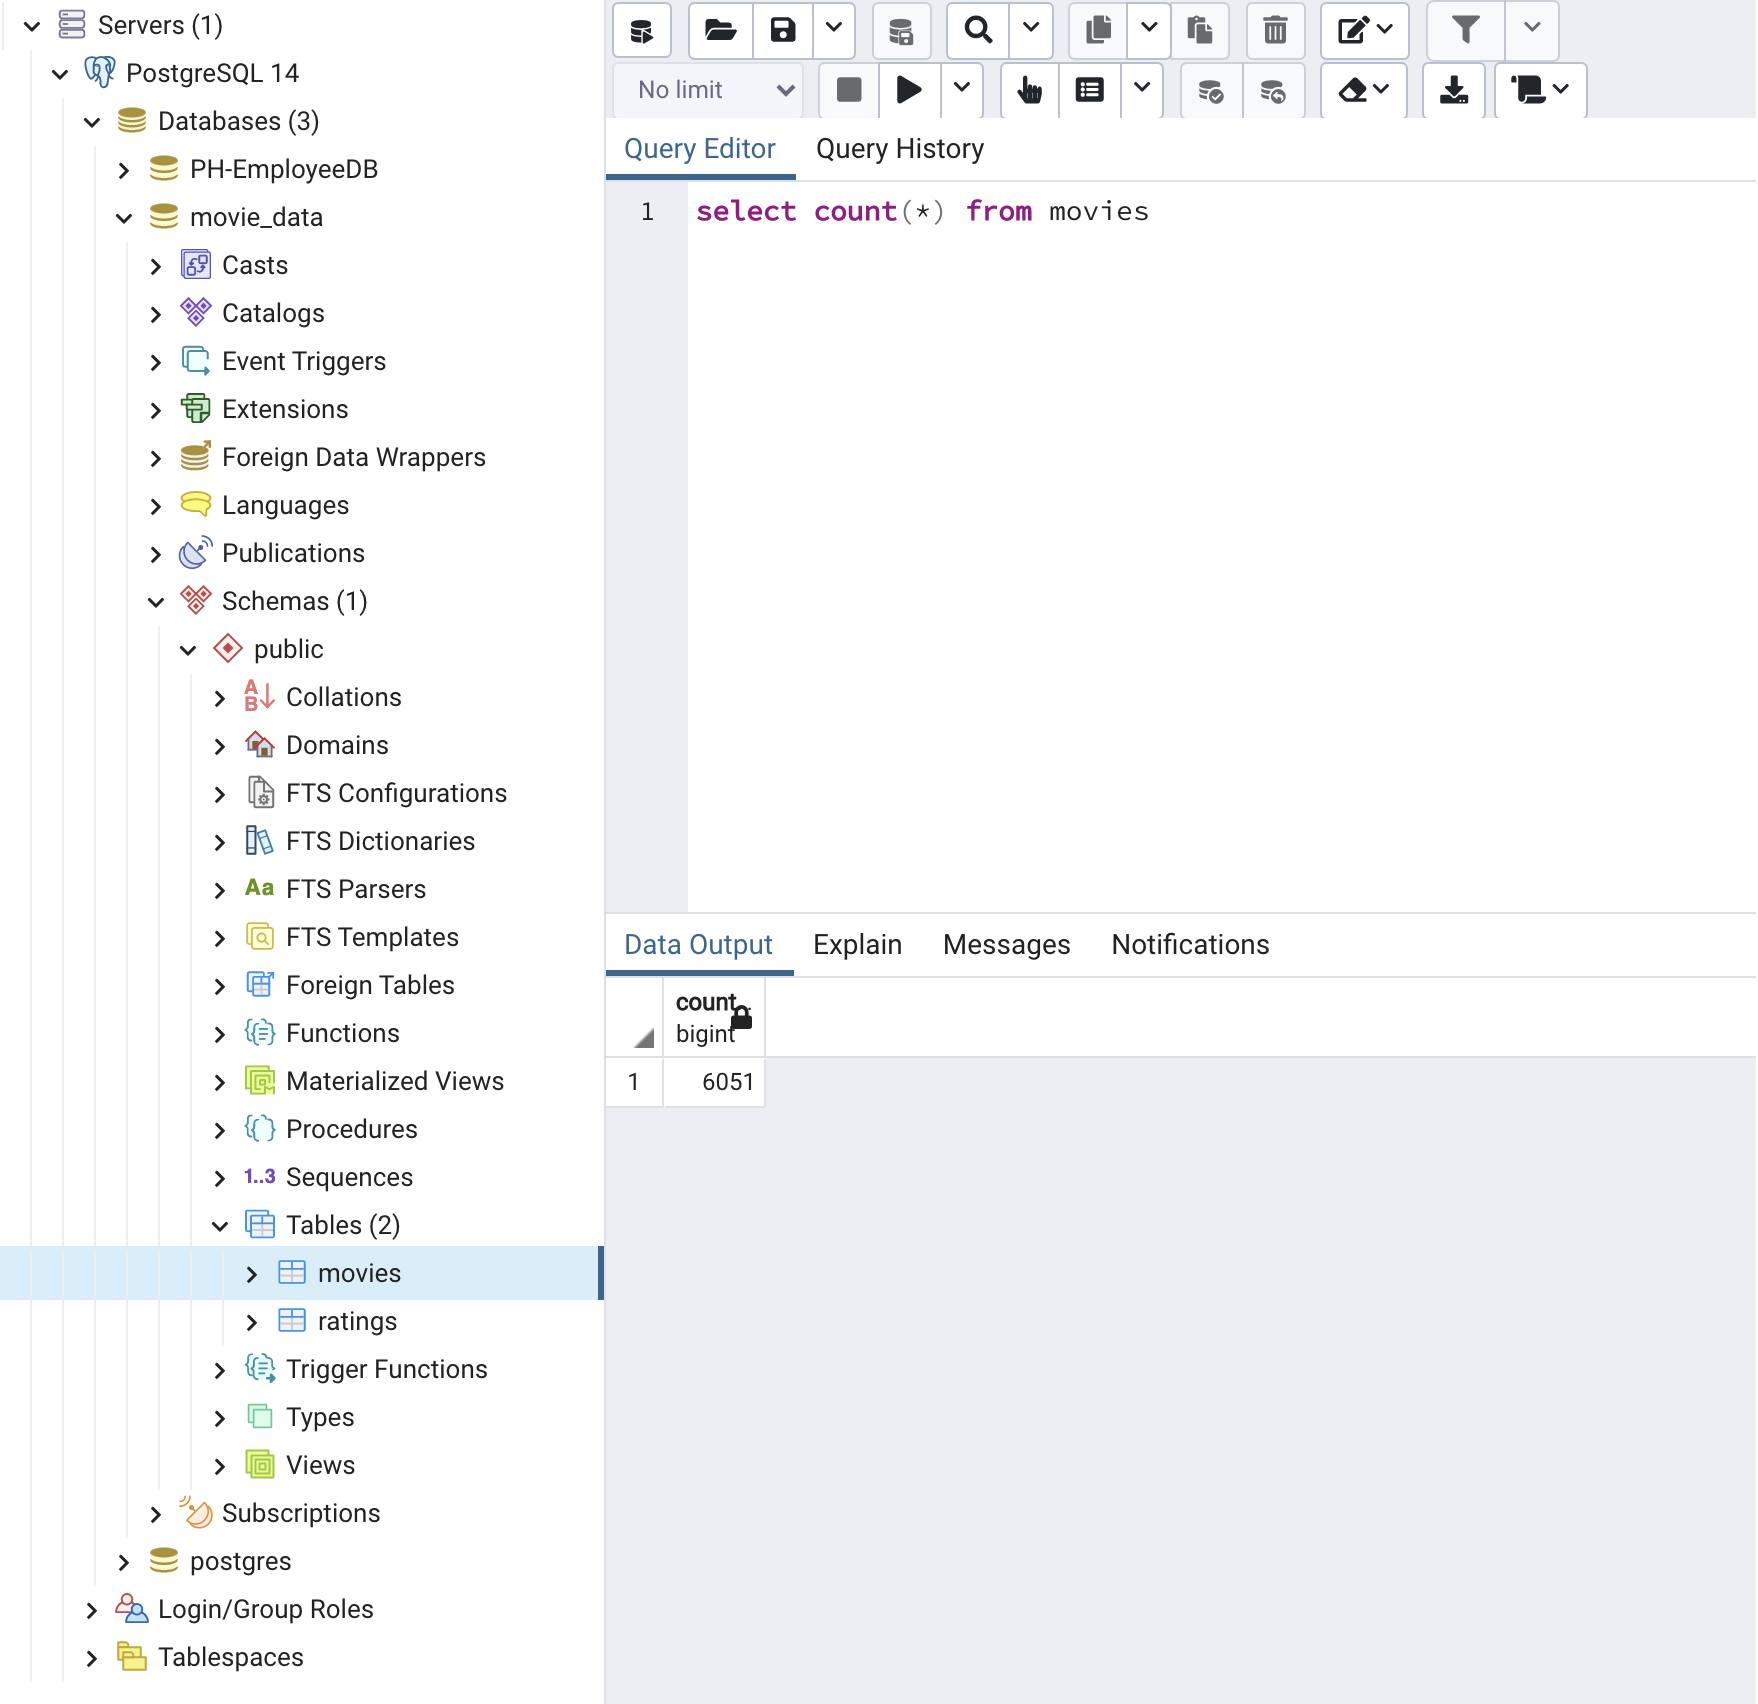 Servers (1)
PostgreSQL 14
Databases (3)
PH-EmployeeDB
movie_data
Casts
Catalogs
Event Triggers
Extensions
Foreign Data Wrappers
Languages
Publications
Schemas (1)
public
Collations
Domains
FTS Configurations
FTS Dictionaries
Aa FTS Parsers
FTS Templates
Foreign Tables
Functions
Materialized Views
Procedures
1..3 Sequences
Tables (2)
movies
ratings
Trigger Functions
Types
Views
Subscriptions
postgres
Login/Group Roles
Tablespaces
No limit
Query Editor Query History
1 select count(*) from movies
Data Output Explain Messages Notifications
count
bigint
1 6051